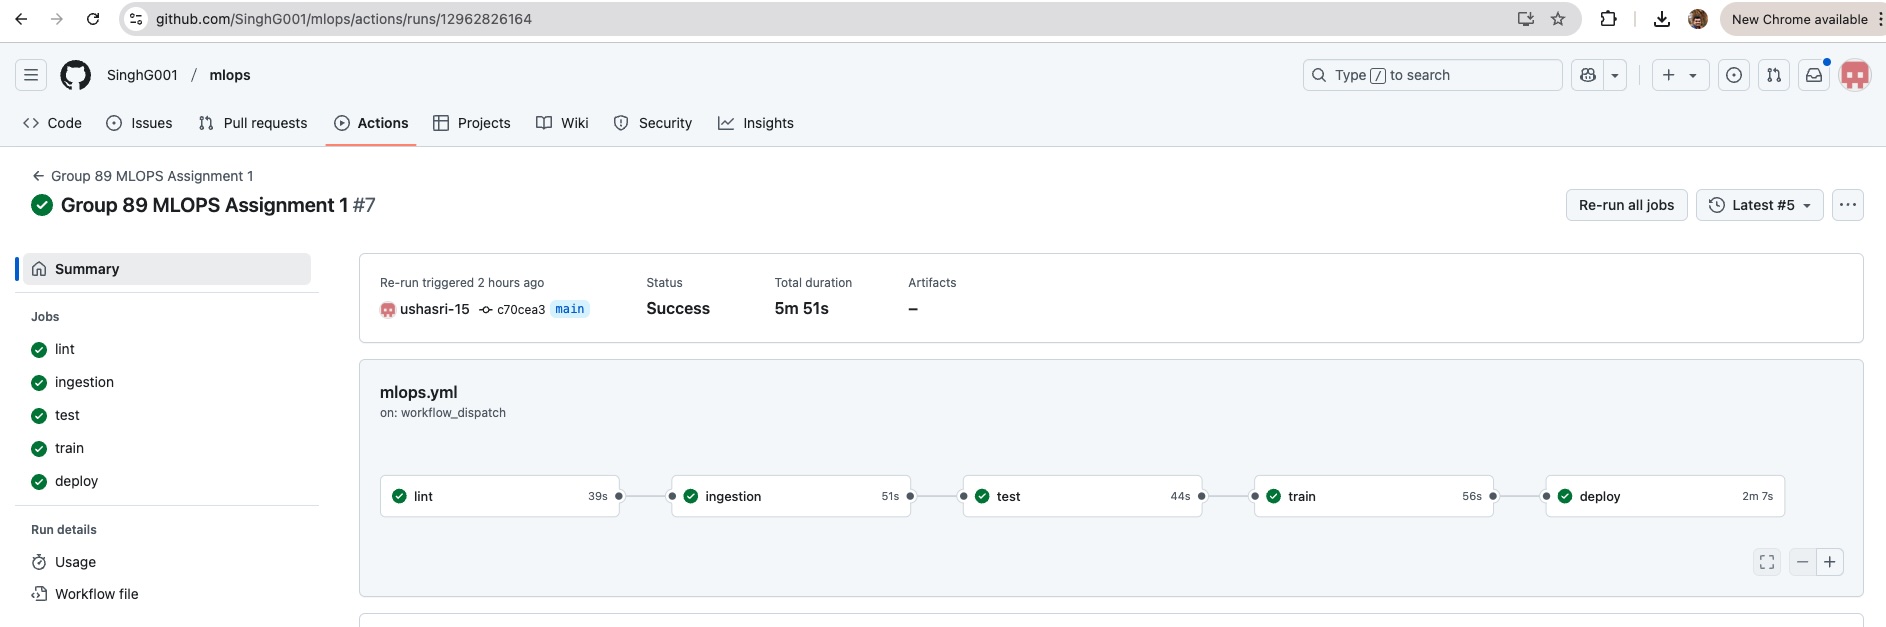 github.com/SinghG001/mlops/actions/runs/12962826164
New Chrome available
SinghG001 / mlops
Type / to search
Code Issues Pull requests Actions Projects Wiki Security Insights
Group 89 MLOPS Assignment 1
Group 89 MLOPS Assignment 1 #7
Re-run all jobs
Latest #5
Summary
Jobs
lint
ingestion
test
train
deploy
Run details
Usage
Workflow file
Re-run triggered 2 hours ago
ushasri-15 c70cea3 main
Status
Success
Total duration
5m 51s
Artifacts
–
mlops.yml
on: workflow_dispatch
lint 39s
ingestion 51s
test 44s
train 56s
deploy 2m 7s